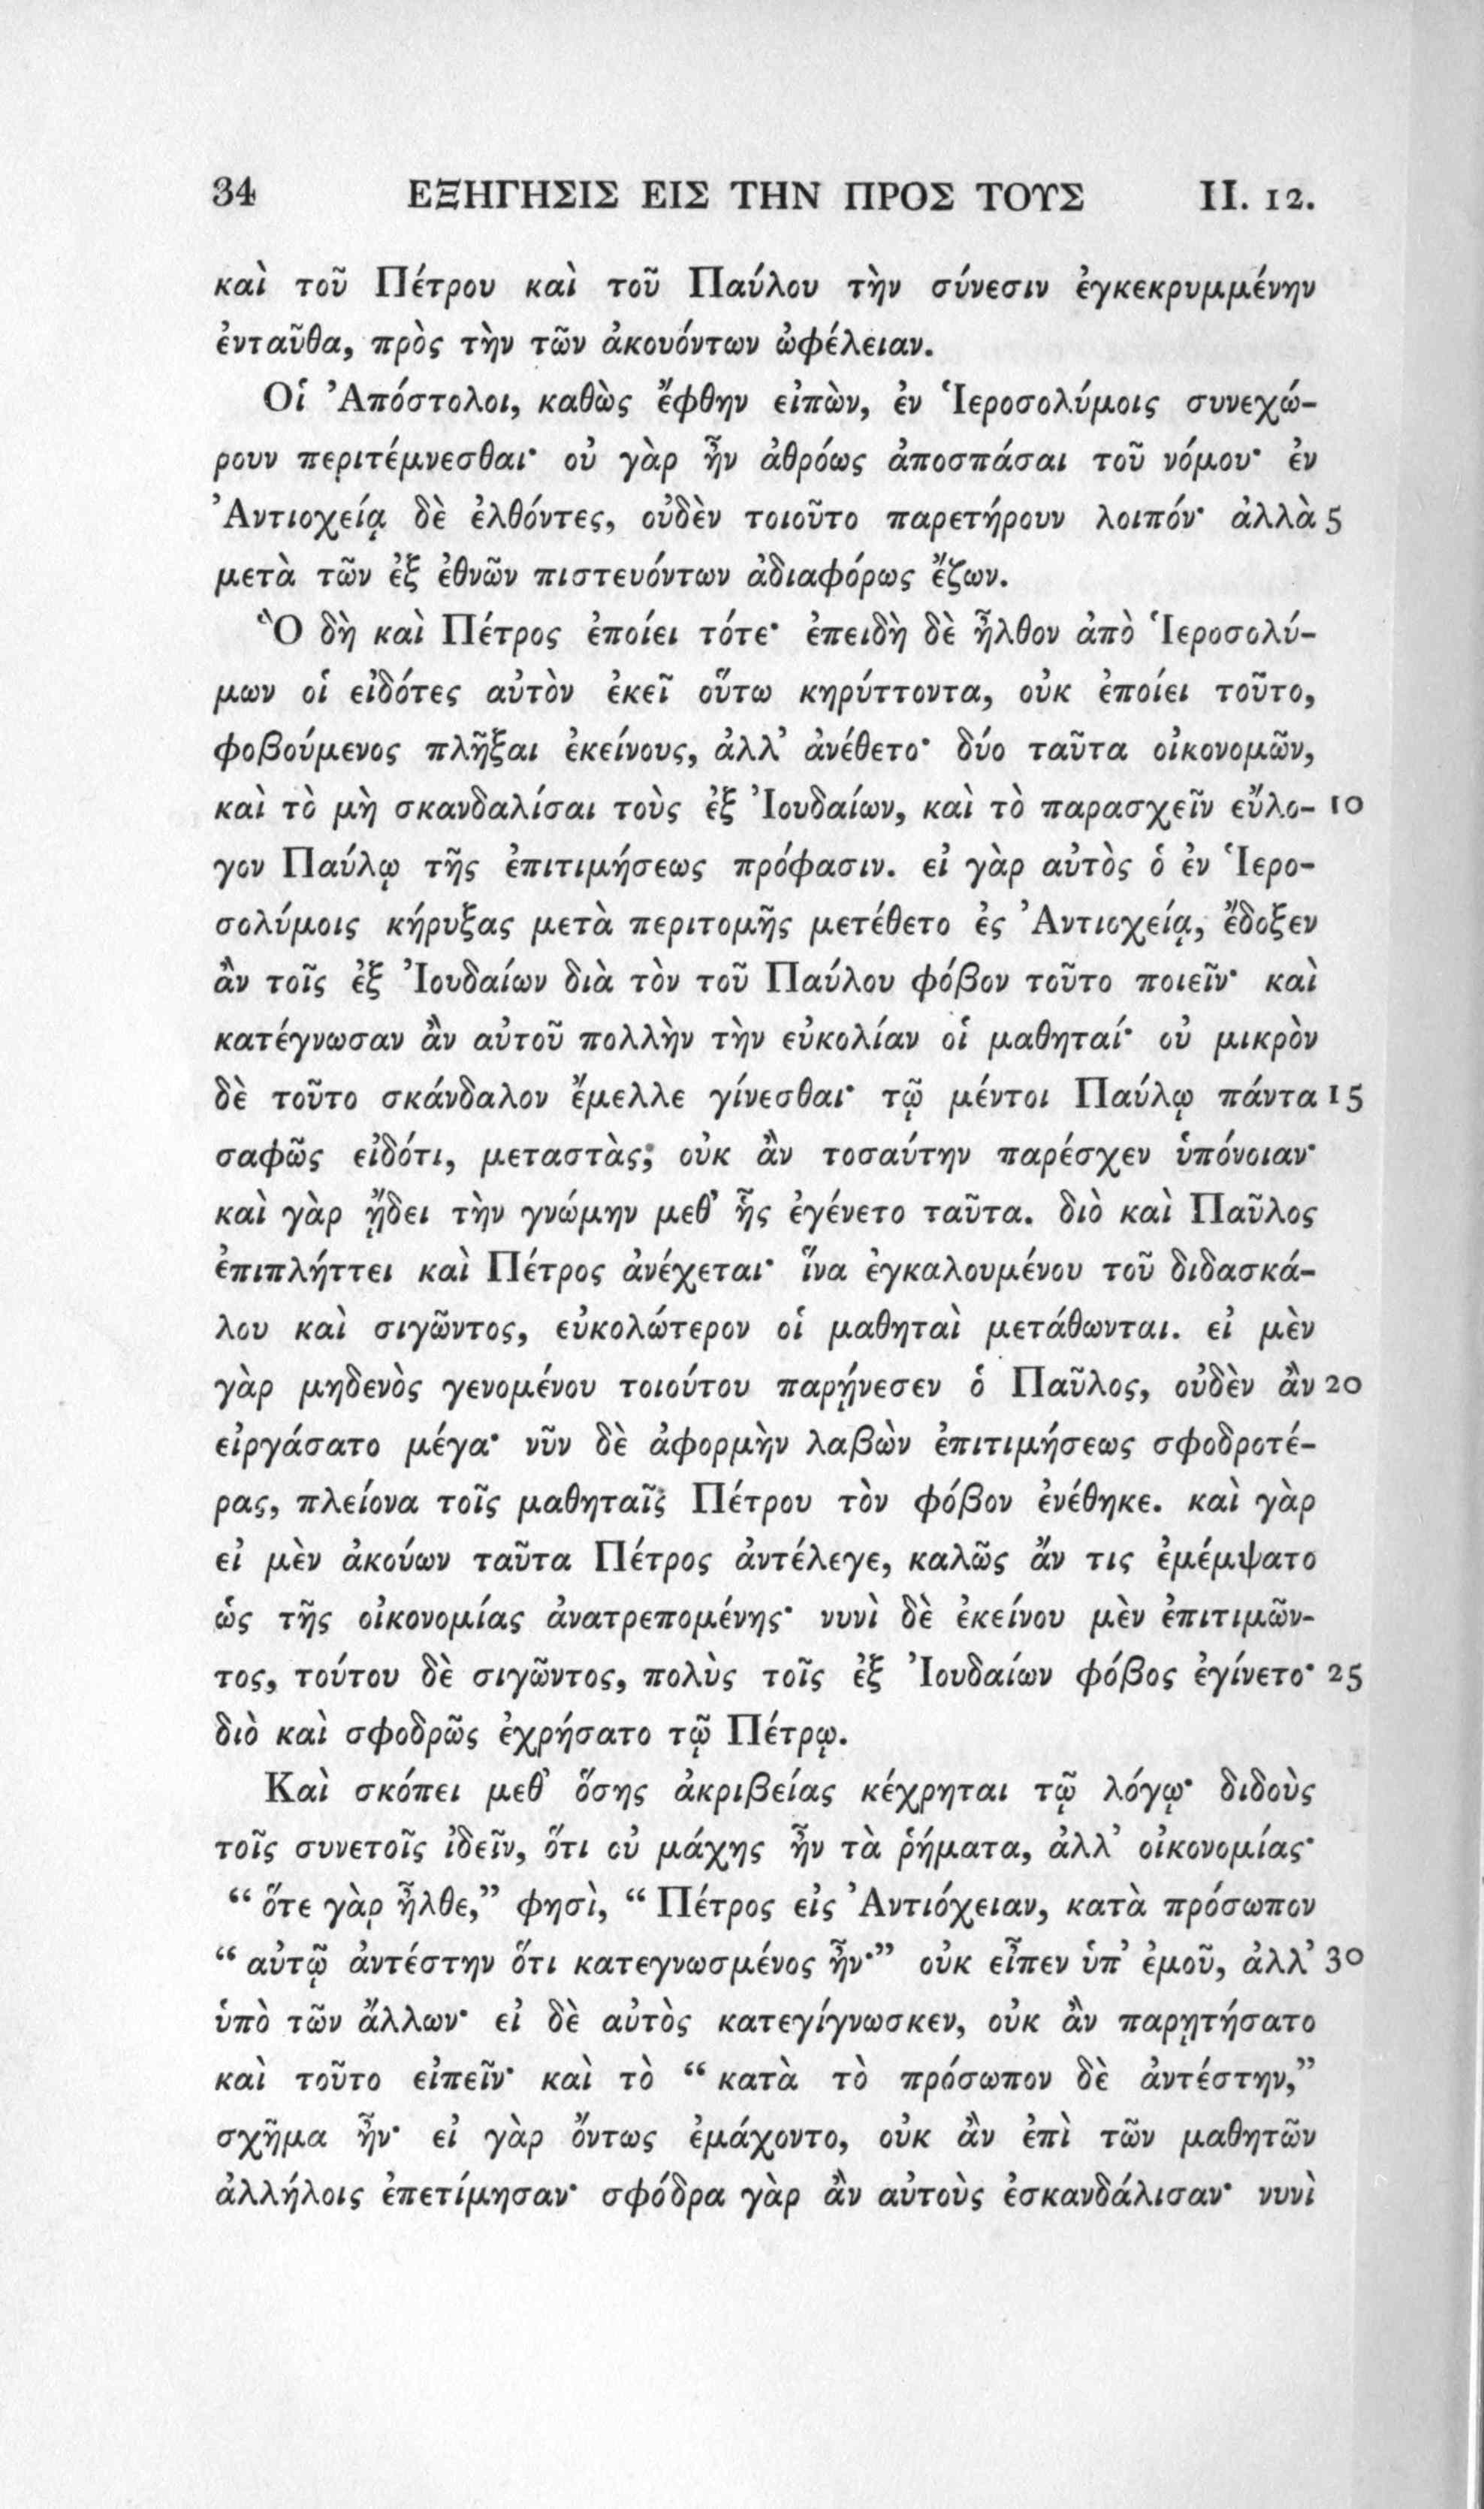 34 ΕΞΗΓΗΣΙΣ ΕΙΣ ΤΗΝ ΠΡΟΣ ΤΟΥΣ II. 12.
καὶ τοῦ Πέτρου καὶ τοῦ Παύλου τὴν σύνεσιν ἐγκεκρυμμένην
ἐνταῦθα, πρὸς τὴν τῶν ἀκουόντων ὠφέλειαν.
Οἱ Ἀπόστολοι, καθὼς ἔφθην εἰπὼν, ἐν Ἱεροσολύμοις συνεχώ-
ρουν περιτέμνεσθαι· οὐ γὰρ ἦν ἀθρόως ἀποσπάσαι τοῦ νόμου· ἐν
Ἀντιοχείᾳ δὲ ἐλθόντες, οὐδὲν τοιοῦτο παρετήρουν λοιπόν· ἀλλὰ 5
μετὰ τῶν ἐξ ἐθνῶν πιστευόντων ἀδιαφόρως ἔζων.
Ὃ δὴ καὶ Πέτρος ἐποίει τότε· ἐπειδὴ δὲ ἦλθον ἀπὸ Ἱεροσολύ-
μων οἱ εἰδότες αὐτὸν ἐκεῖ οὕτω κηρύττοντα, οὐκ ἐποίει τοῦτο,
φοβούμενος πλῆξαι ἐκείνους, ἀλλ’ ἀνέθετο· δύο ταῦτα οἰκονομῶν,
καὶ τὸ μὴ σκανδαλίσαι τοὺς ἐξ Ἰουδαίων, καὶ τὸ παρασχεῖν εὔλο- 10
γον Παύλῳ τῆς ἐπιτιμήσεως πρόφασιν. εἰ γὰρ αὐτὸς ὁ ἐν Ἱερο-
σολύμοις κήρυξας μετὰ περιτομῆς μετέθετο ἐς Ἀντιοχείᾳ, ἔδοξεν
ἂν τοῖς ἐξ Ἰουδαίων διὰ τὸν τοῦ Παύλου φόβον τοῦτο ποιεῖν· καὶ
κατέγνωσαν ἂν αὐτοῦ πολλὴν τὴν εὐκολίαν οἱ μαθηταί· οὐ μικρὸν
δὲ τοῦτο σκάνδαλον ἔμελλε γίνεσθαι· τῷ μέντοι Παύλῳ πάντα 15
σαφῶς εἰδότι, μεταστὰς; οὐκ ἂν τοσαύτην παρέσχεν ὑπόνοιαν·
καὶ γὰρ ᾔδει τὴν γνώμην μεθ’ ἧς ἐγένετο ταῦτα. διὸ καὶ Παῦλος
ἐπιπλήττει καὶ Πέτρος ἀνέχεται· ἵνα ἐγκαλουμένου τοῦ διδασκά-
λου καὶ σιγῶντος, εὐκολώτερον οἱ μαθηταὶ μετάθωνται. εἰ μὲν
γὰρ μηδενὸς γενομένου τοιούτου παρῄνεσεν ὁ Παῦλος, οὐδὲν ἂν 20
εἰργάσατο μέγα· νῦν δὲ ἀφορμὴν λαβὼν ἐπιτιμήσεως σφοδροτέ-
ρας, πλείονα τοῖς μαθηταῖς Πέτρου τὸν φόβον ἐνέθηκε. καὶ γὰρ
εἰ μὲν ἀκούων ταῦτα Πέτρος ἀντέλεγε, καλῶς ἄν τις ἐμέμψατο
ὡς τῆς οἰκονομίας ἀνατρεπομένης· νυνὶ δὲ ἐκείνου μὲν ἐπιτιμῶν-
τος, τούτου δὲ σιγῶντος, πολὺς τοῖς ἐξ Ἰουδαίων φόβος ἐγίνετο· 25
διὸ καὶ σφοδρῶς ἐχρήσατο τῷ Πέτρῳ.
Καὶ σκόπει μεθ’ ὅσης ἀκριβείας κέχρηται τῷ λόγῳ· διδοὺς
τοῖς συνετοῖς ἰδεῖν, ὅτι οὐ μάχης ἦν τὰ ῥήματα, ἀλλ’ οἰκονομίας·
“ ὅτε γὰρ ἦλθε,” φησὶ, “ Πέτρος εἰς Ἀντιόχειαν, κατὰ πρόσωπον
“ αὐτῷ ἀντέστην ὅτι κατεγνωσμένος ἦν·” οὐκ εἶπεν ὑπ’ ἐμοῦ, ἀλλ’ 30
ὑπὸ τῶν ἄλλων· εἰ δὲ αὐτὸς κατεγίγνωσκεν, οὐκ ἂν παρῃτήσατο
καὶ τοῦτο εἰπεῖν· καὶ τὸ “ κατὰ τὸ πρόσωπον δὲ ἀντέστην,”
σχῆμα ἦν· εἰ γὰρ ὄντως ἐμάχοντο, οὐκ ἂν ἐπὶ τῶν μαθητῶν
ἀλλήλοις ἐπετίμησαν· σφόδρα γὰρ ἂν αὐτοὺς ἐσκανδάλισαν· νυνὶ